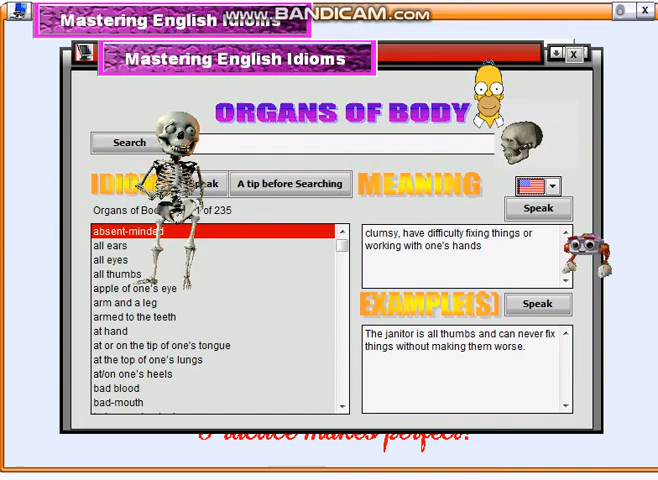 Mastering English Idioms
www.BANDICAM.com
Mastering English Idioms
ORGANS OF BODY
Search
Speak
A tip before Searching
MEANING
Speak
of 235
absent-minded
all ears
all eyes
all thumbs
apple of one's eye
arm and a leg
armed to the teeth
at hand
at or on the tip of one's tongue
at the top of one's lungs
at/on one's heels
bad blood
bad-mouth
clumsy, have difficulty fixing things or
working with one's hands
EXAMPLE(S)
Speak
The janitor is all thumbs and can never fix
things without making them worse.
Practice makes perfect!